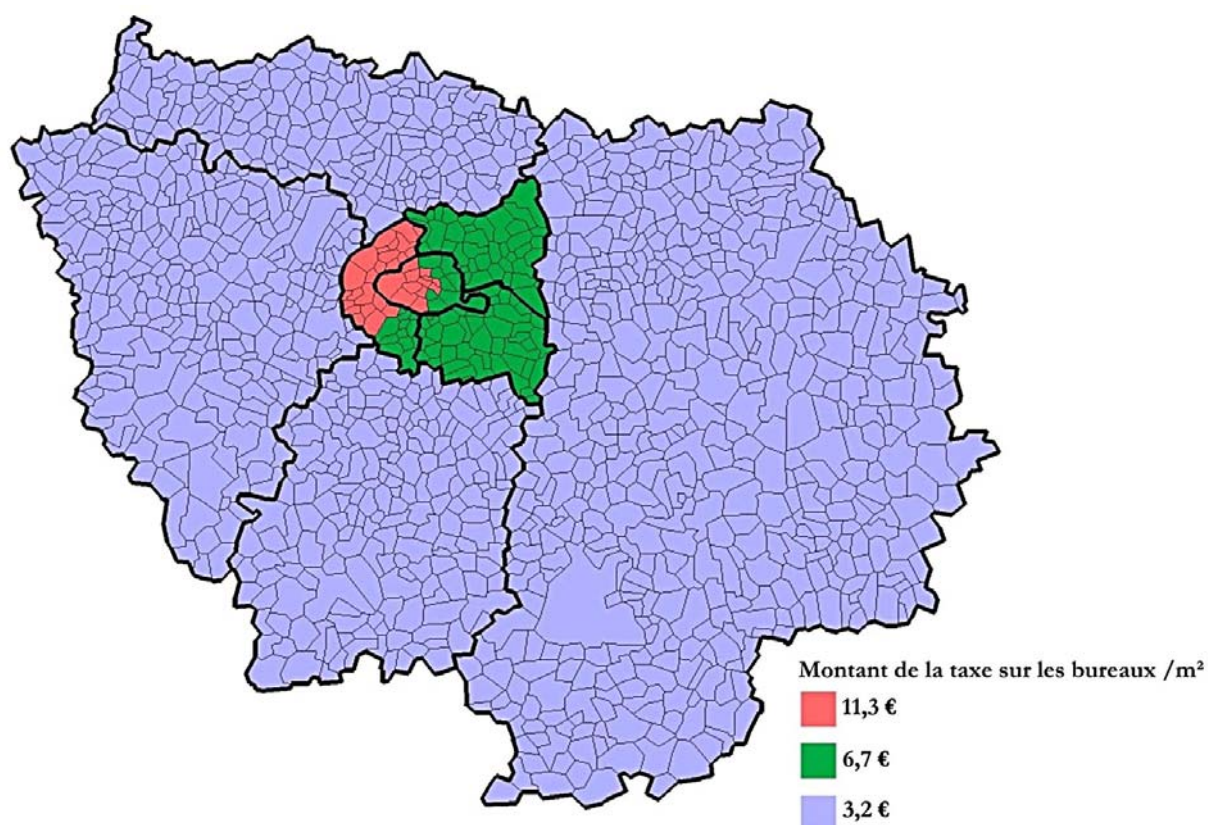 Montant de la taxe sur les bureaux /m²
11,3 €
6,7 €
3,2 €